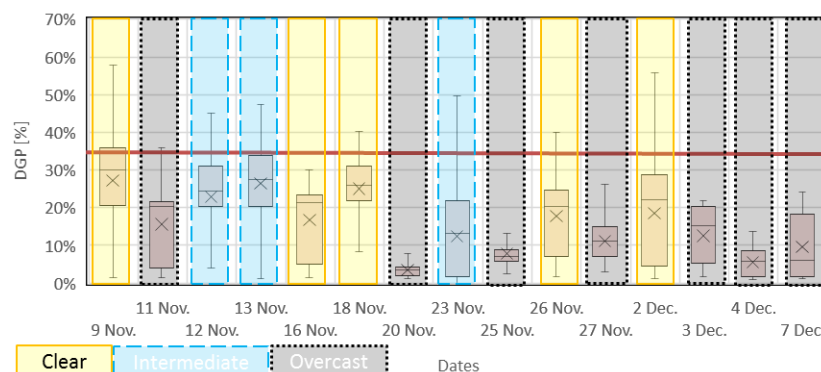 70%
60%
50%
40%
30%
20%
10%
0%
DGP [%]
11 Nov. 13 Nov. 18 Nov. 23 Nov. 26 Nov. 2 Dec. 4 Dec.
9 Nov. 12 Nov. 16 Nov. 20 Nov. 25 Nov. 27 Nov. 3 Dec. 7 Dec
Clear Intermediate Overcast Dates